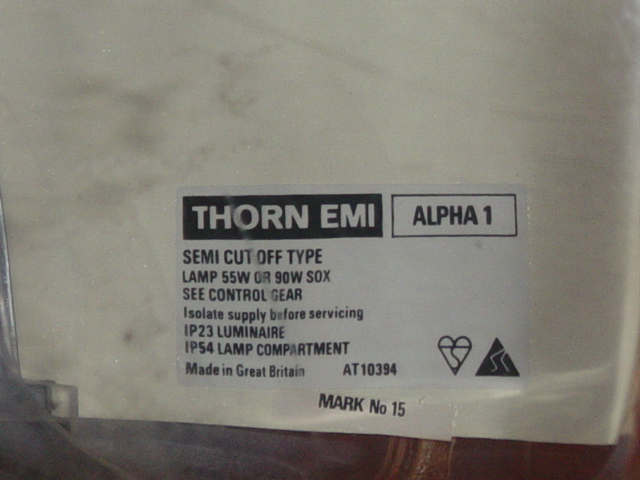 THORN EMI ALPHA 1
SEMI CUT OFF TYPE
LAMP 55W OR 90W SOX
SEE CONTROL GEAR
Isolate supply before servicing
IP23 LUMINAIRE
IP54 LAMP COMPARTMENT
Made in Great Britain AT10394
MARK No 15